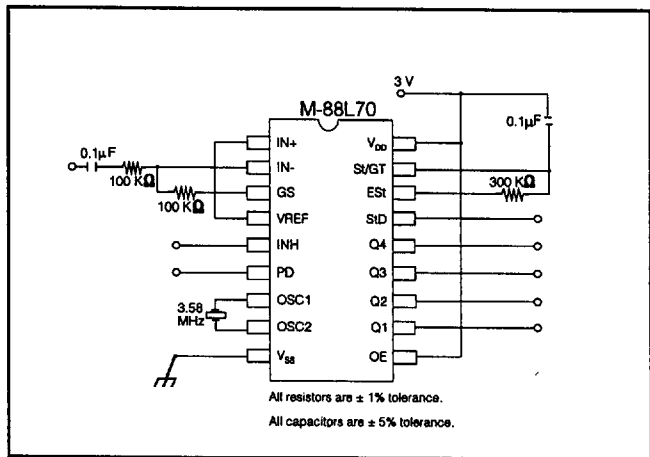 M-88L70
3 V
0.1µF
0.1µF
100 KΩ
100 KΩ
300 KΩ
IN+
IN-
GS
VREF
INH
PD
OSC1
OSC2
VSS
3.58
MHz
VDD
St/GT
ESt
StD
Q4
Q3
Q2
Q1
OE
All resistors are ± 1% tolerance.
All capacitors are ± 5% tolerance.